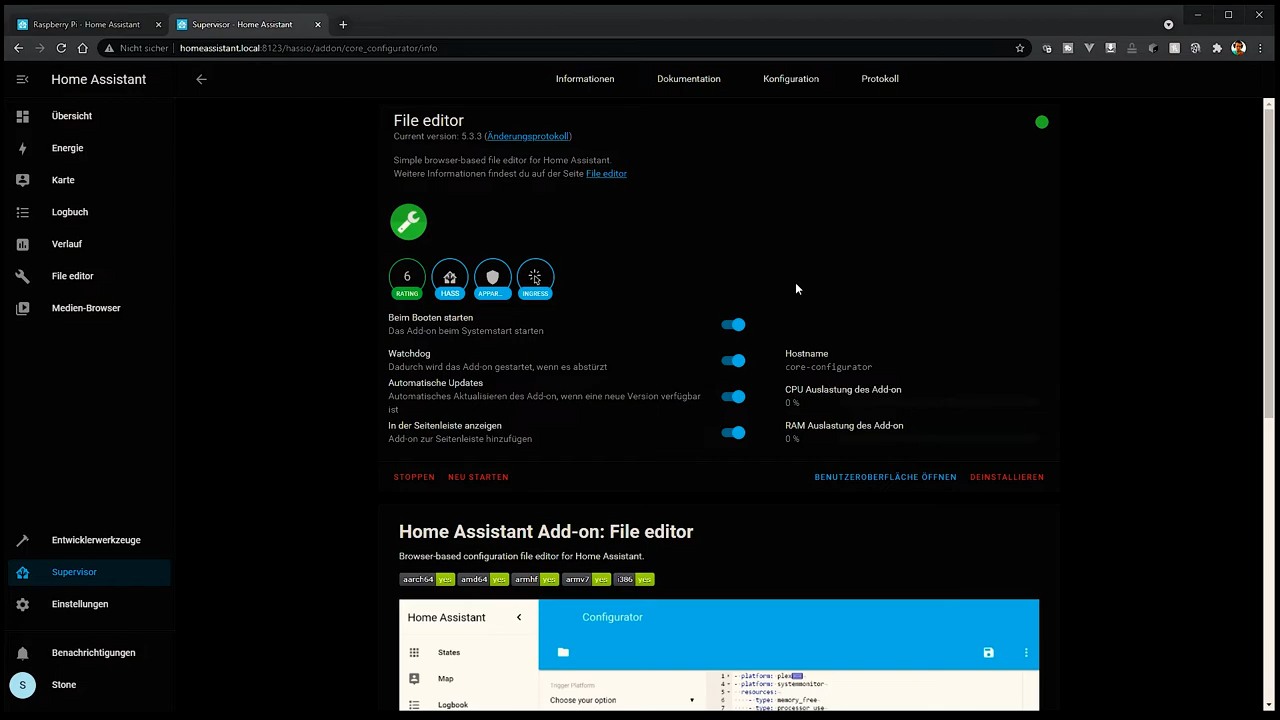 Raspberry Pi - Home Assistant
Supervisor - Home Assistant
Nicht sicher
homeassistant.local:8123/hassio/addon/core_configurator/info
Home Assistant
Informationen
Dokumentation
Konfiguration
Protokoll
Übersicht
Energie
Karte
Logbuch
Verlauf
File editor
Medien-Browser
Entwicklerwerkzeuge
Supervisor
Einstellungen
Benachrichtigungen
S
Stone
File editor
Current version: 5.3.3 (Änderungsprotokoll)
Simple browser-based file editor for Home Assistant.
Weitere Informationen findest du auf der Seite File editor
6
RATING
HASS
APPAR...
INGRESS
Beim Booten starten
Das Add-on beim Systemstart starten
Watchdog
Dadurch wird das Add-on gestartet, wenn es abstürzt
Automatische Updates
Automatisches Aktualisieren des Add-on, wenn eine neue Version verfügbar
ist
In der Seitenleiste anzeigen
Add-on zur Seitenleiste hinzufügen
Hostname
core-configurator
CPU Auslastung des Add-on
0 %
RAM Auslastung des Add-on
0 %
STOPPEN
NEU STARTEN
BENUTZEROBERFLÄCHE ÖFFNEN
DEINSTALLIEREN
Home Assistant Add-on: File editor
Browser-based configuration file editor for Home Assistant.
aarch64 yes
amd64 yes
armhf yes
armv7 yes
i386 yes
Home Assistant
Configurator
States
Map
Logbook
Trigger Platform
Choose your option
1 - platform: plex
4 - platform: systemmonitor
5 resources:
6 - type: memory_free
7 - type: processor_use